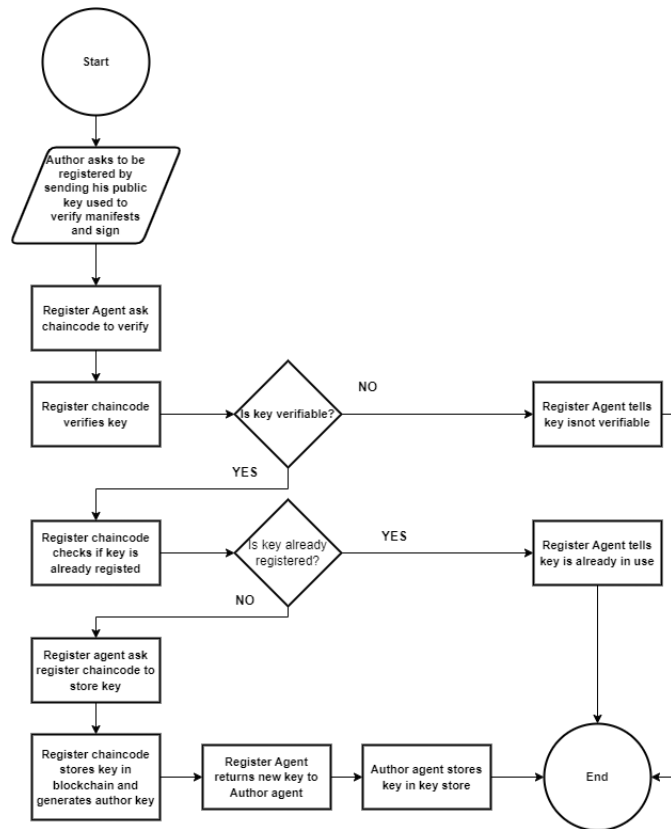 Start
Author asks to be
registered by
sending his public
key used to
verify manifests
and sign
Register Agent ask
chaincode to verify
Register chaincode
verifies key
Is key verifiable?
NO
Register Agent tells
key isnot verifiable
YES
Register chaincode
checks if key is
already registed
Is key already
registered?
YES
Register Agent tells
key is already in use
NO
Register agent ask
register chaincode to
store key
Register chaincode
stores key in
blockchain and
generates author key
Register Agent
returns new key to
Author agent
Author agent stores
key in key store
End